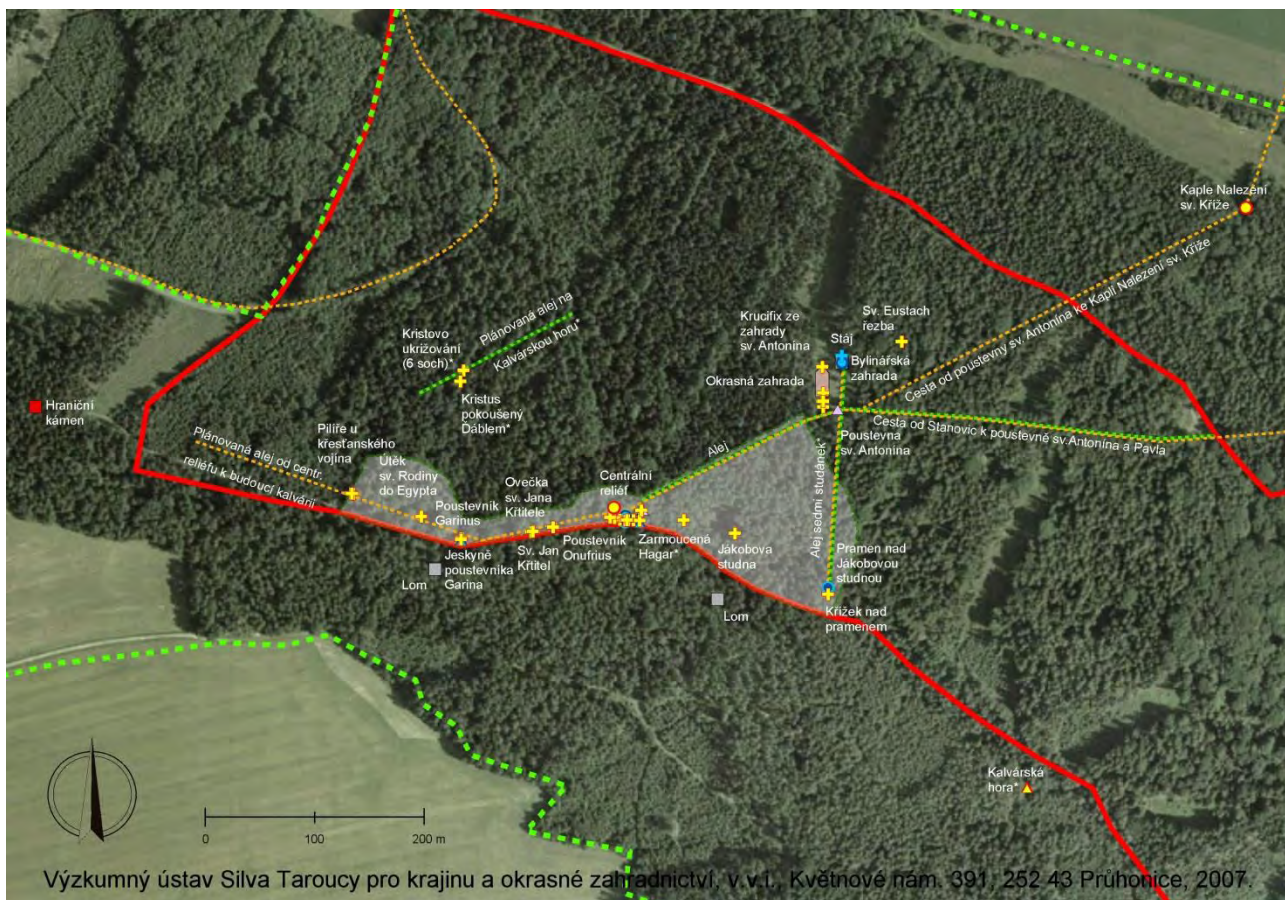 Kaple Nalezení
sv. Kříže
Cesta od poustevny sv. Antonína ke Kapli Nalezení sv. Kříže
Plánovaná alej na
Kalvárskou horu*
Kristovo
ukrižování
(6 soch)*
Kristus
pokoušený
Ďáblem*
Krucifix ze
zahrady
sv. Antonína
Sv. Eustach
řezba
Stáj
Bylinářská
zahrada
Okrasná zahrada
Hraniční
kámen
Cesta od Stanovic k poustevně sv.Antonína a Pavla
Poustevna
sv. Antonína
Alej
Alej sedmi studánek*
Plánovaná alej od centr.
reliéfu k budoucí kalvárii
Pilíře u
křesťanského
vojína
Útěk
sv. Rodiny
do Egypta
Poustevník
Garinus
Ovečka
sv. Jana
Křtitele
Centrální
reliéf
Jeskyně
poustevníka
Garina
Sv. Jan
Křtitel
Poustevník
Onufrius
Zarmoucená
Hagar*
Jákobova
studna
Pramen nad
Jákobovou
studnou
Lom
Lom
Křížek nad
pramenem
Kalvárská
hora*
0 100 200 m
Výzkumný ústav Silva Taroucy pro krajinu a okrasné zahradnictví, v.v.i., Květnové nám. 391, 252 43 Průhonice, 2007.